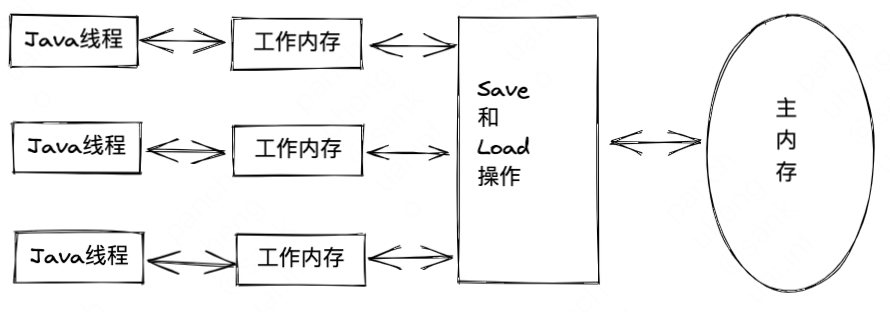 Java线程
工作内存
Java线程
工作内存
Java线程
工作内存
Save
和
Load
操作
主
内
存